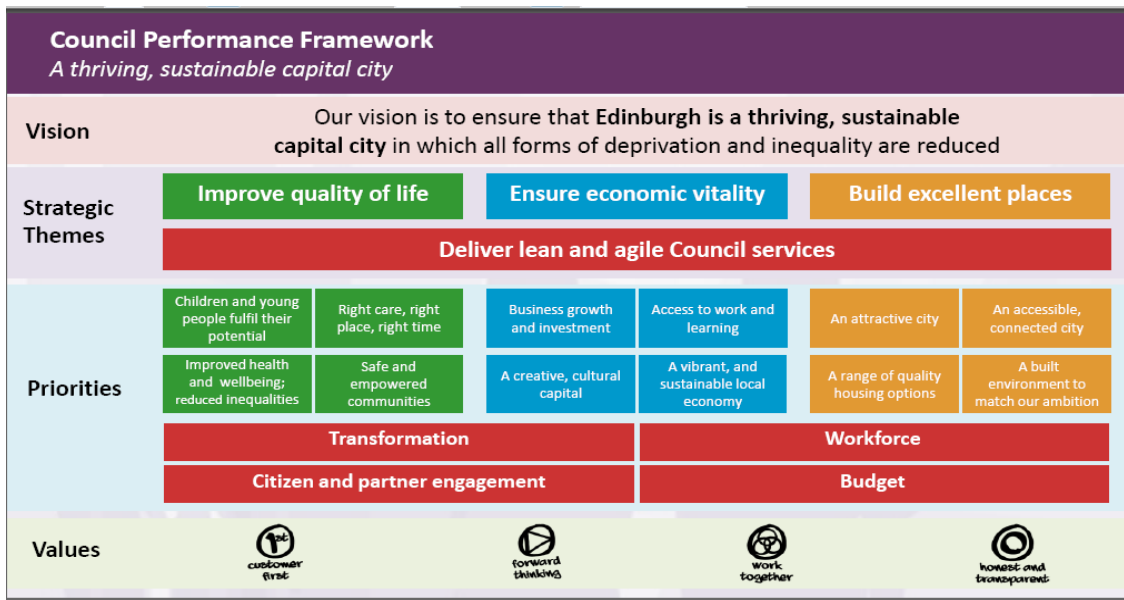 Council Performance Framework
A thriving, sustainable capital city
Vision
Our vision is to ensure that Edinburgh is a thriving, sustainable
capital city in which all forms of deprivation and inequality are reduced
Strategic
Themes
Improve quality of life
Ensure economic vitality
Build excellent places
Deliver lean and agile Council services
Priorities
Children and young
people fulfil their
potential
Right care, right
place, right time
Business growth
and investment
Access to work and
learning
An attractive city
An accessible,
connected city
Improved health
and wellbeing;
reduced inequalities
Safe and
empowered
communities
A creative, cultural
capital
A vibrant, and
sustainable local
economy
A range of quality
housing options
A built
environment to
match our ambition
Transformation
Workforce
Citizen and partner engagement
Budget
Values
1st
customer
first
forward
thinking
work
together
honest and
transparent